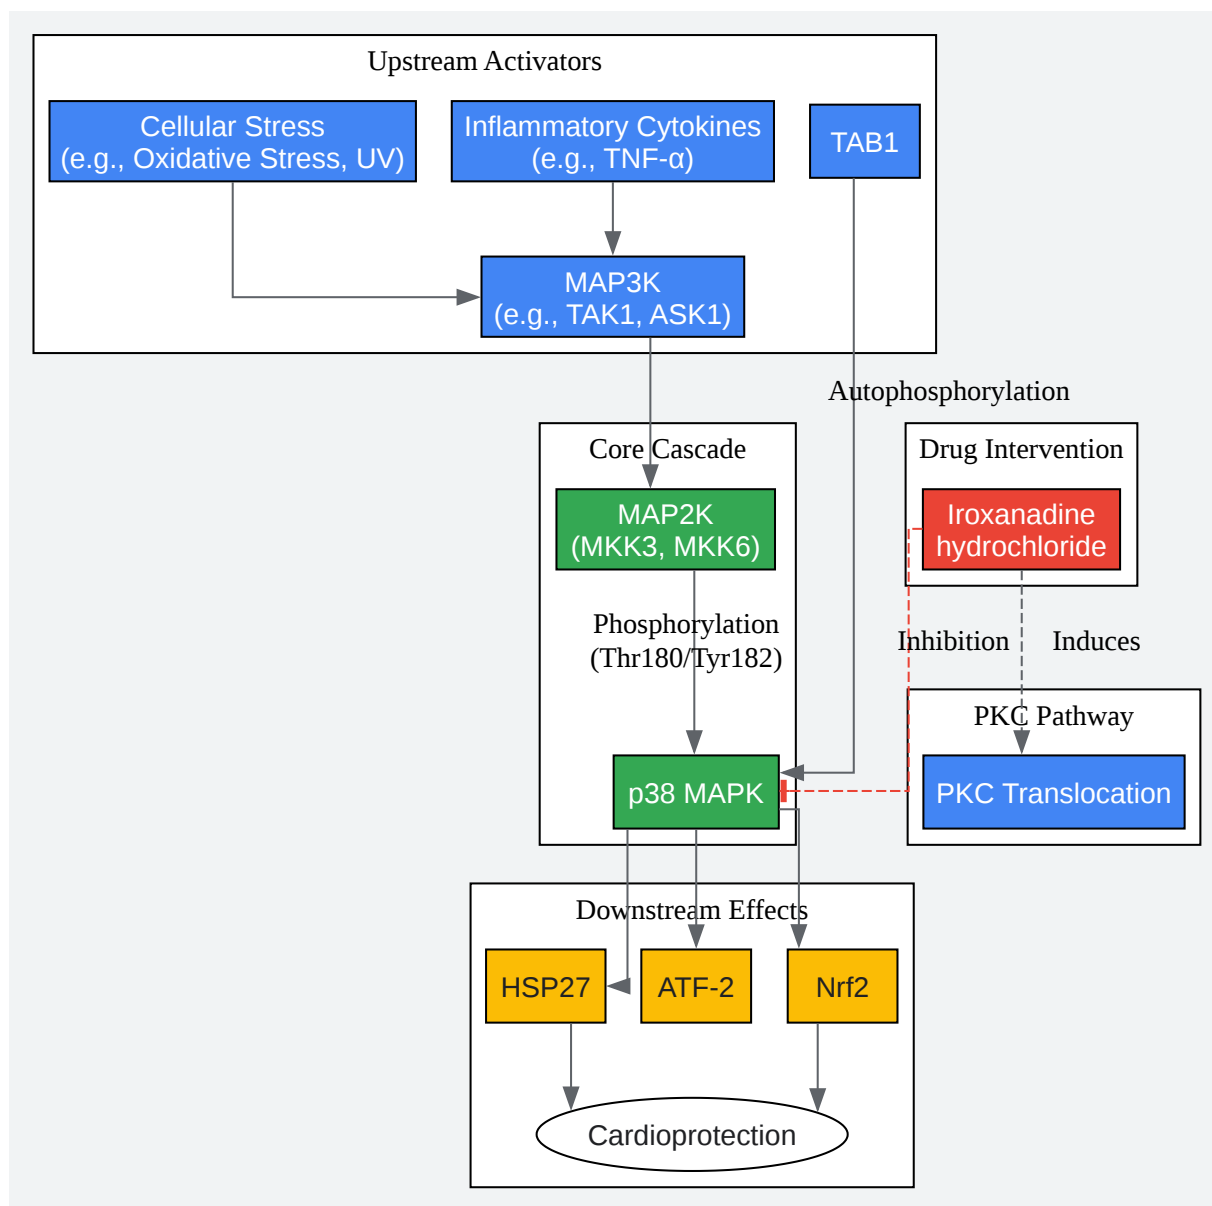 Upstream Activators
Cellular Stress
(e.g., Oxidative Stress, UV)
Inflammatory Cytokines
(e.g., TNF-α)
TAB1
MAP3K
(e.g., TAK1, ASK1)
Autophosphorylation
Core Cascade
MAP2K
(MKK3, MKK6)
Drug Intervention
Iroxanadine
hydrochloride
Phosphorylation
(Thr180/Tyr182)
Inhibition
Induces
PKC Pathway
p38 MAPK
PKC Translocation
Downstream Effects
HSP27
ATF-2
Nrf2
Cardioprotection